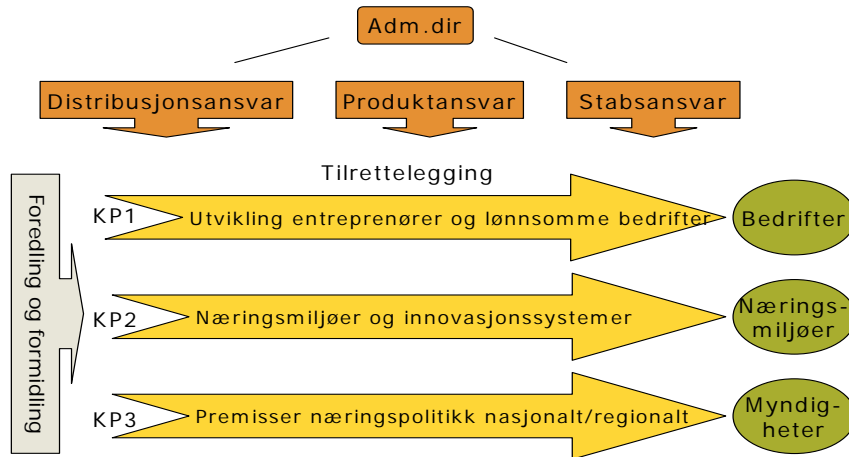 Adm.dir
Distribusjonsansvar
Produktansvar
Stabsansvar
Tilrettelegging
Foredling og formidling
KP1
Utvikling entreprenører og lønnsomme bedrifter
Bedrifter
KP2
Næringsmiljøer og innovasjonssystemer
Nærings-
miljøer
KP3
Premisser næringspolitikk nasjonalt/regionalt
Myndig-
heter